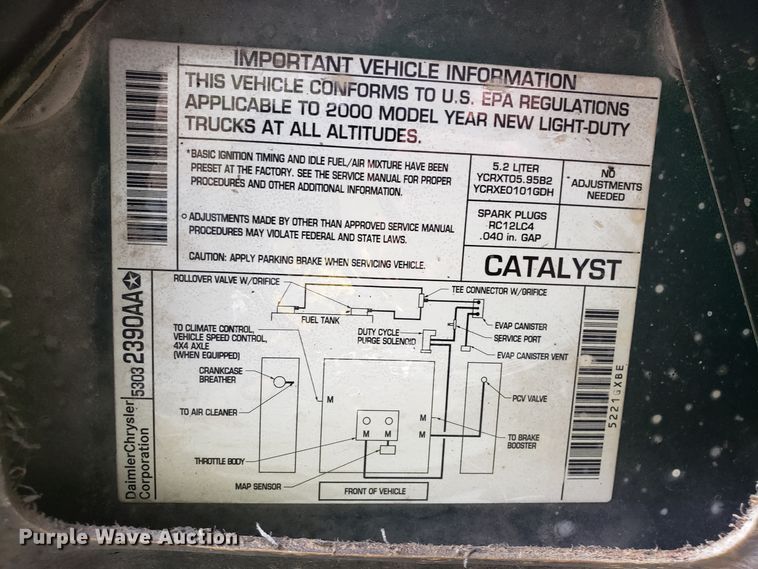 IMPORTANT VEHICLE INFORMATION
THIS VEHICLE CONFORMS TO U.S. EPA REGULATIONS
APPLICABLE TO 2000 MODEL YEAR NEW LIGHT-DUTY
TRUCKS AT ALL ALTITUDES.
*BASIC IGNITION TIMING AND IDLE FUEL/AIR MIXTURE HAVE BEEN
PRESET AT THE FACTORY. SEE THE SERVICE MANUAL FOR PROPER
PROCEDURES AND OTHER ADDITIONAL INFORMATION.
ADJUSTMENTS MADE BY OTHER THAN APPROVED SERVICE MANUAL
PROCEDURES MAY VIOLATE FEDERAL AND STATE LAWS.
CAUTION: APPLY PARKING BRAKE WHEN SERVICING VEHICLE.
5.2 LITER
YCRXT05.95B2
YCRXE0101GDH
NO
ADJUSTMENTS
NEEDED
SPARK PLUGS
RC12LC4
.040 in. GAP
CATALYST
ROLLOVER VALVE W/ORIFICE
FUEL TANK
TEE CONNECTOR W/ORIFICE
EVAP CANISTER
SERVICE PORT
EVAP CANISTER VENT
DUTY CYCLE
PURGE SOLENOID
TO CLIMATE CONTROL,
VEHICLE SPEED CONTROL,
4X4 AXLE
(WHEN EQUIPPED)
CRANKCASE
BREATHER
TO AIR CLEANER
M
M
M M M
PCV VALVE
TO BRAKE
BOOSTER
THROTTLE BODY
MAP SENSOR
FRONT OF VEHICLE
DaimlerChrysler
Corporation
5303 2390AA
5221GXBE
Purple Wave Auction